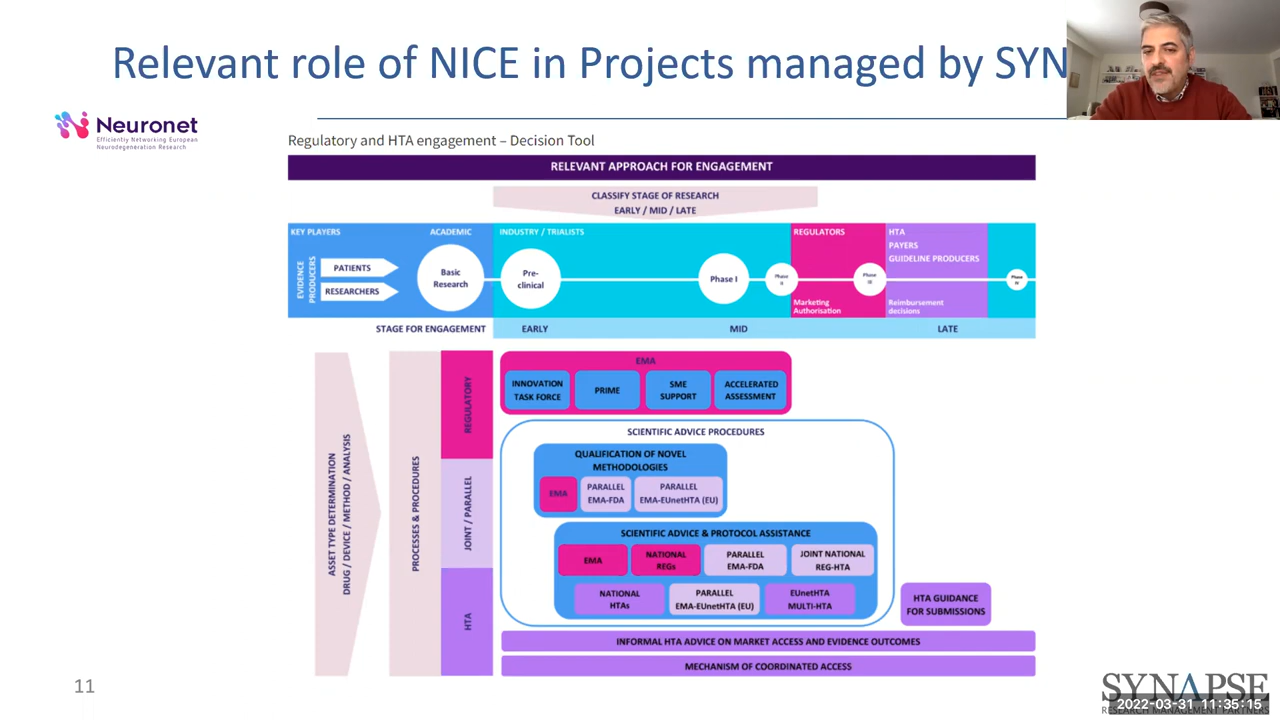 Relevant role of NICE in Projects managed by SYN
Neuronet
Efficiently Networking European
Neurodegeneration Research
Regulatory and HTA engagement – Decision Tool
RELEVANT APPROACH FOR ENGAGEMENT
CLASSIFY STAGE OF RESEARCH
EARLY / MID / LATE
KEY PLAYERS
ACADEMIC
INDUSTRY / TRIALISTS
REGULATORS
HTA
PAYERS
GUIDELINE PRODUCERS
EVIDENCE
PRODUCERS
PATIENTS
RESEARCHERS
Basic
Research
Pre-
clinical
Phase I
Phase
II
Phase
III
Phase
IV
Marketing
Authorisation
Reimbursement
decisions
STAGE FOR ENGAGEMENT
EARLY
MID
LATE
ASSET TYPE DETERMINATION
DRUG / DEVICE / METHOD / ANALYSIS
PROCESSES & PROCEDURES
REGULATORY
JOINT / PARALLEL
HTA
EMA
INNOVATION
TASK FORCE
PRIME
SME
SUPPORT
ACCELERATED
ASSESSMENT
SCIENTIFIC ADVICE PROCEDURES
QUALIFICATION OF NOVEL
METHODOLOGIES
EMA
PARALLEL
EMA-FDA
PARALLEL
EMA-EUnetHTA (EU)
SCIENTIFIC ADVICE & PROTOCOL ASSISTANCE
EMA
NATIONAL
REGs
PARALLEL
EMA-FDA
JOINT NATIONAL
REG-HTA
NATIONAL
HTAs
PARALLEL
EMA-EUnetHTA (EU)
EUnetHTA
MULTI-HTA
HTA GUIDANCE
FOR SUBMISSIONS
INFORMAL HTA ADVICE ON MARKET ACCESS AND EVIDENCE OUTCOMES
MECHANISM OF COORDINATED ACCESS
11
SYNAPSE
RESEARCH MANAGEMENT PARTNERS
2022-03-31 11:35:15